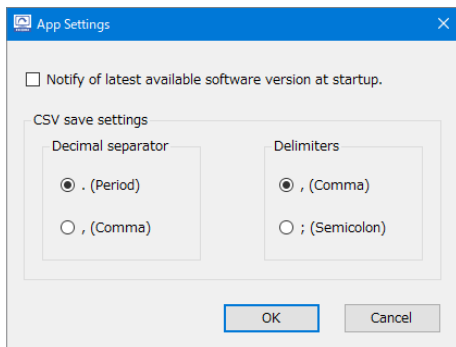 App Settings
Notify of latest available software version at startup.
CSV save settings
Decimal separator
. (Period)
, (Comma)
Delimiters
, (Comma)
; (Semicolon)
OK
Cancel